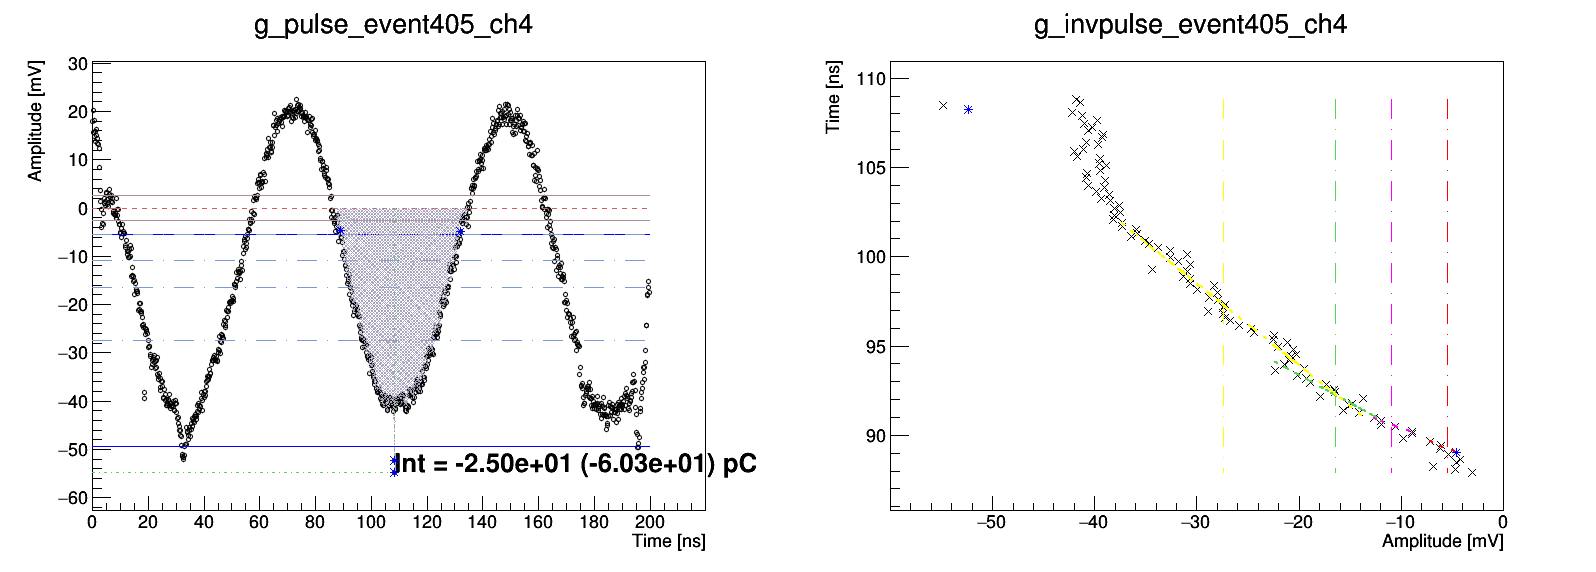 g_pulse_event405_ch4
Amplitude [mV]
30
20
10
0
−10
−20
−30
−40
−50
−60
Int = -2.50e+01 (-6.03e+01) pC
0 20 40 60 80 100 120 140 160 180 200
Time [ns]
g_invpulse_event405_ch4
Time [ns]
110
105
100
95
90
−50 −40 −30 −20 −10 0
Amplitude [mV]